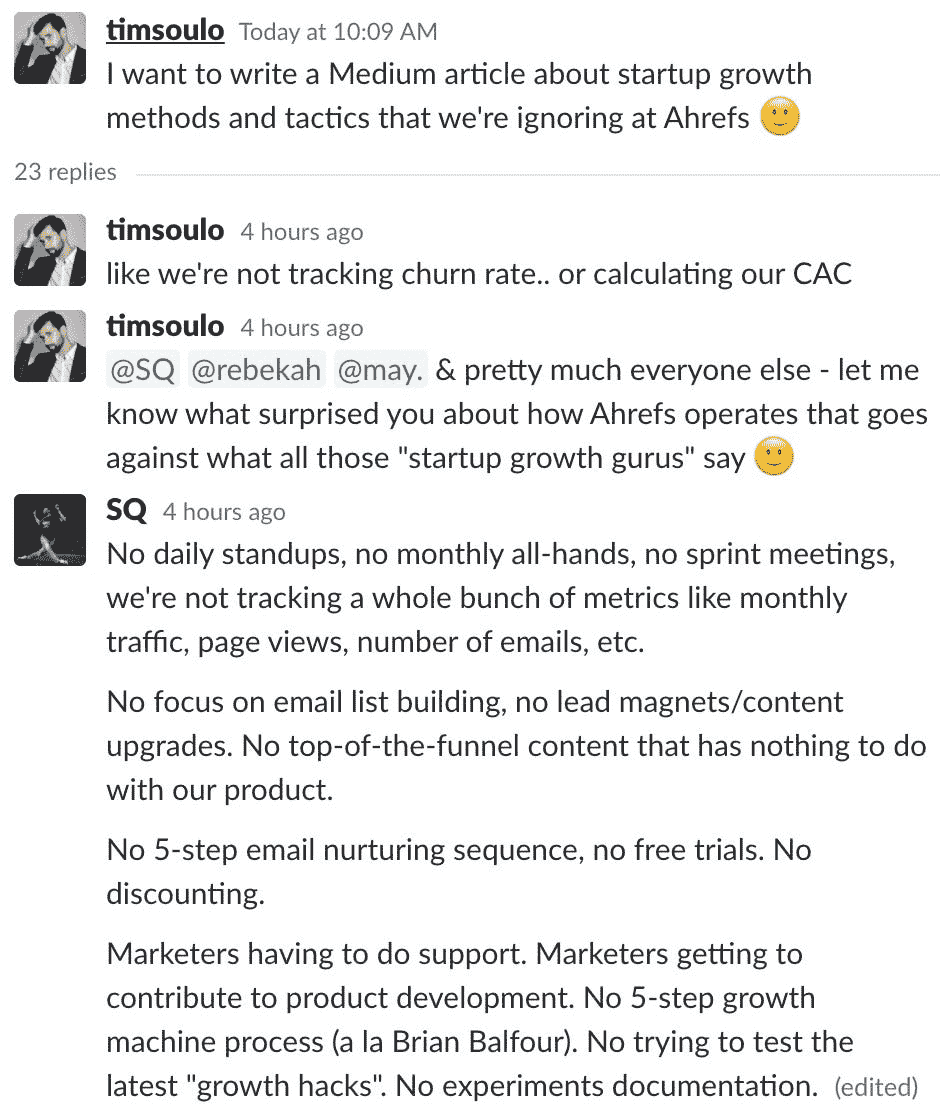 timsoulo Today at 10:09 AM
I want to write a Medium article about startup growth
methods and tactics that we're ignoring at Ahrefs
23 replies
timsoulo 4 hours ago
like we're not tracking churn rate.. or calculating our CAC
timsoulo 4 hours ago
@SQ @rebekah @may. & pretty much everyone else - let me
know what surprised you about how Ahrefs operates that goes
against what all those "startup growth gurus" say
SQ 4 hours ago
No daily standups, no monthly all-hands, no sprint meetings,
we're not tracking a whole bunch of metrics like monthly
traffic, page views, number of emails, etc.
No focus on email list building, no lead magnets/content
upgrades. No top-of-the-funnel content that has nothing to do
with our product.
No 5-step email nurturing sequence, no free trials. No
discounting.
Marketers having to do support. Marketers getting to
contribute to product development. No 5-step growth
machine process (a la Brian Balfour). No trying to test the
latest "growth hacks". No experiments documentation. (edited)